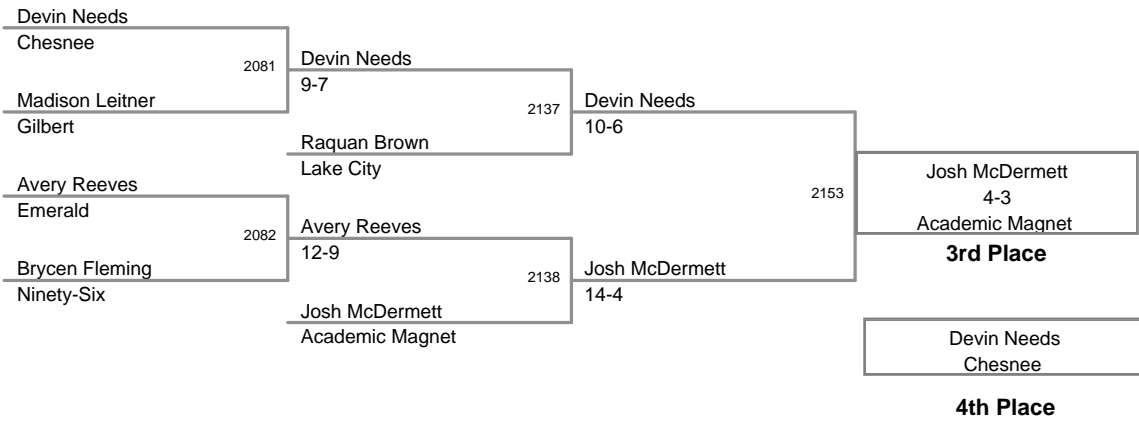 Devin Needs
Chesnee
2081
Devin Needs
9-7
Madison Leitner
Gilbert
2137
Devin Needs
10-6
Raquan Brown
Lake City
Avery Reeves
Emerald
2082
Avery Reeves
12-9
Brycen Fleming
Ninety-Six
2138
Josh McDermett
14-4
Josh McDermett
Academic Magnet
2153
Josh McDermett
4-3
Academic Magnet
3rd Place
Devin Needs
Chesnee
4th Place